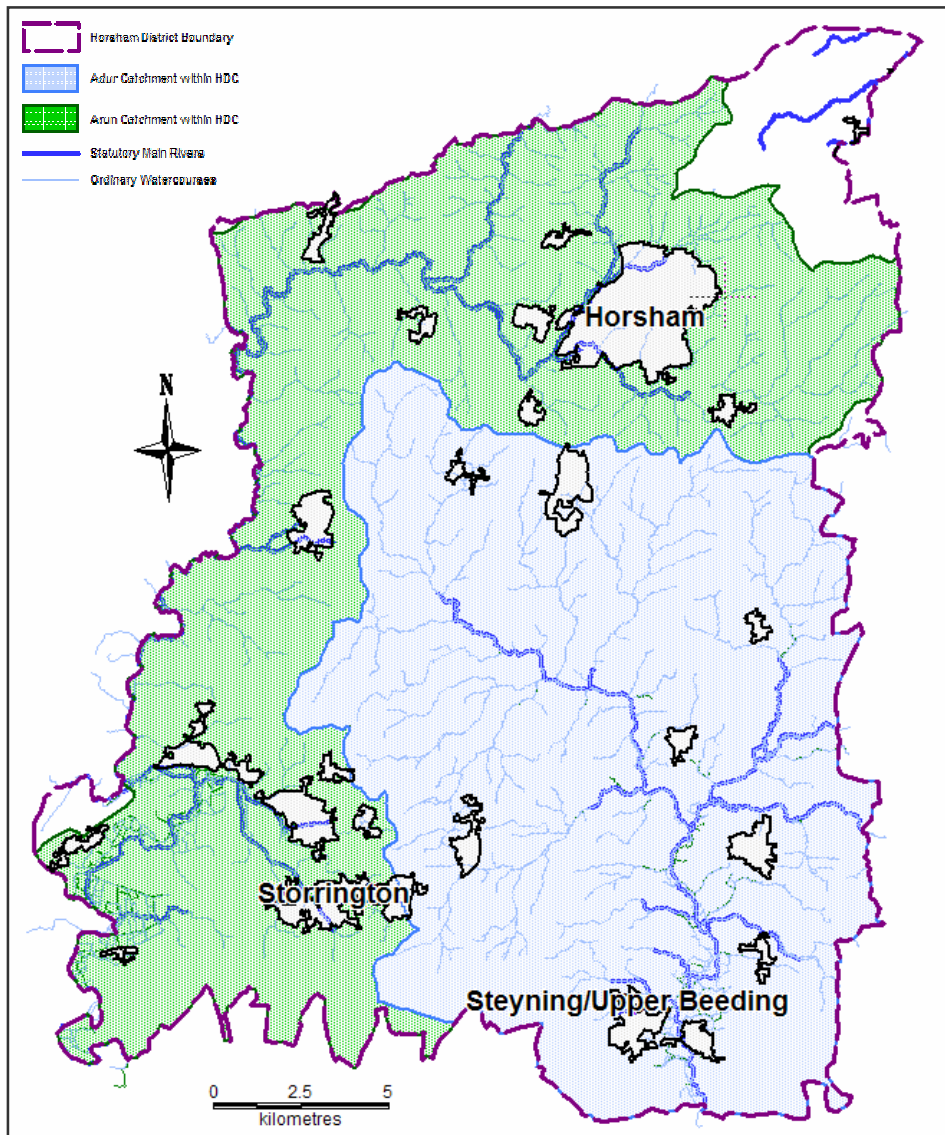 Horsham District Boundary
Adur Catchment within HDC
Arun Catchment within HDC
Statutory Main Rivers
Ordinary Watercourses
Horsham
N
Storrington
Steyning/Upper Beeding
0 2.5 5
kilometres